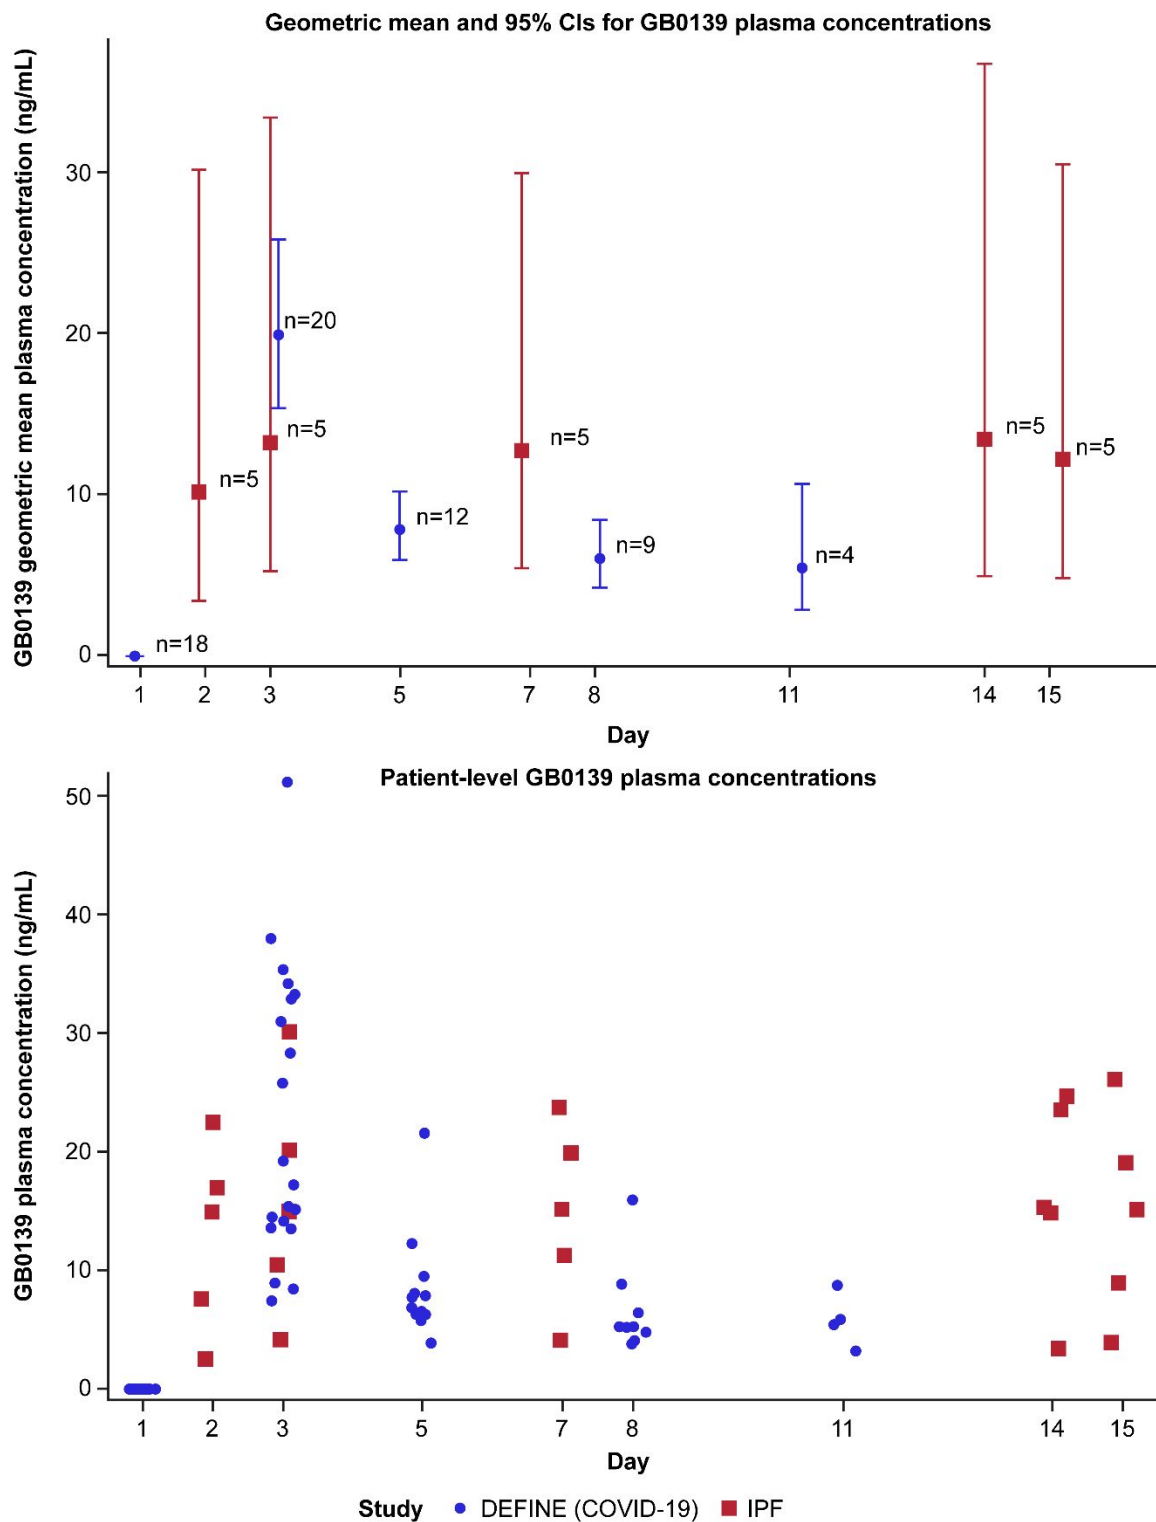 Geometric mean and 95% CIs for GB0139 plasma concentrations
GB0139 geometric mean plasma concentration (ng/mL)
30
20
10
0
n=18
n=5
n=5
n=20
n=12
n=5
n=9
n=4
n=5
n=5
1 2 3 5 7 8 11 14 15
Day
Patient-level GB0139 plasma concentrations
GB0139 plasma concentration (ng/mL)
50
40
30
20
10
0
1 2 3 5 7 8 11 14 15
Day
Study DEFINE (COVID-19) IPF